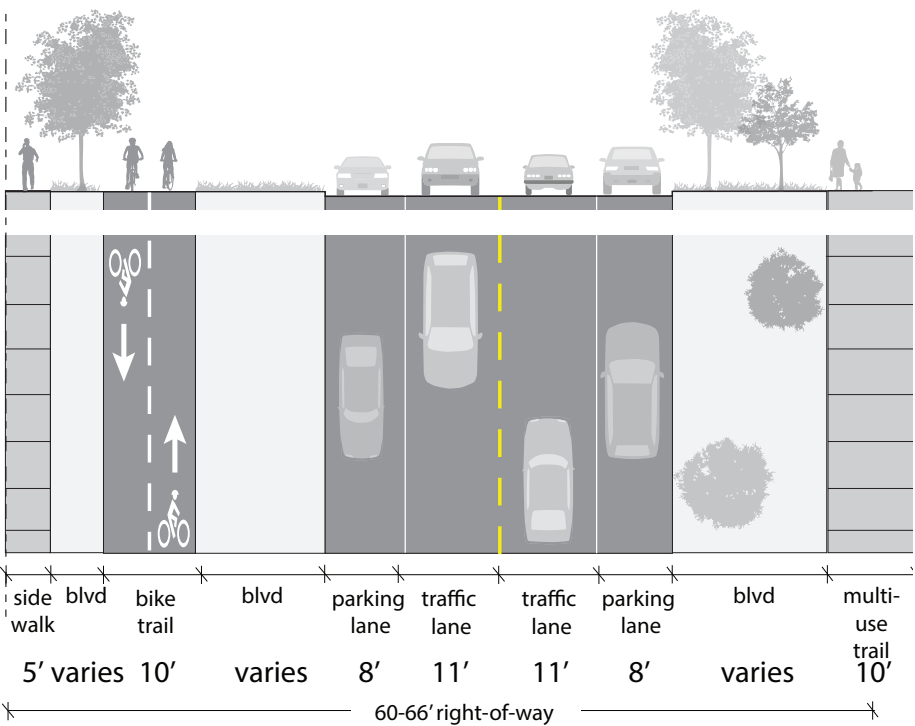 side walk
blvd
bike trail
blvd
parking lane
traffic lane
traffic lane
parking lane
blvd
multi-use trail
5’ varies 10’ varies 8’ 11’ 11’ 8’ varies 10’
60-66’ right-of-way